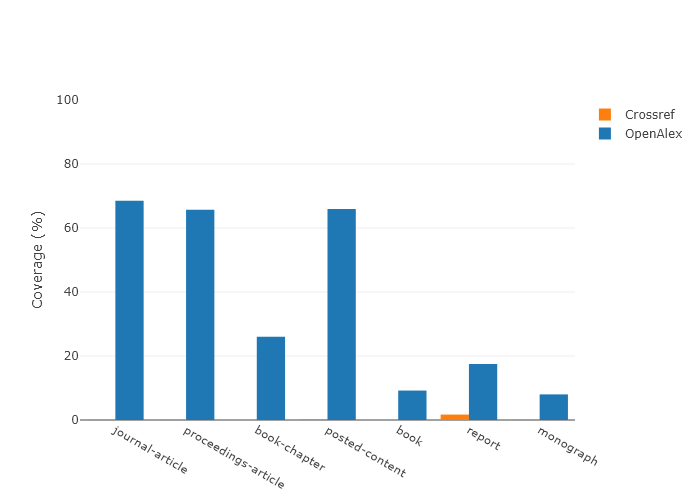 100
80
60
40
20
0
Coverage (%)
journal-article
proceedings-article
book-chapter
posted-content
book
report
monograph
Crossref
OpenAlex